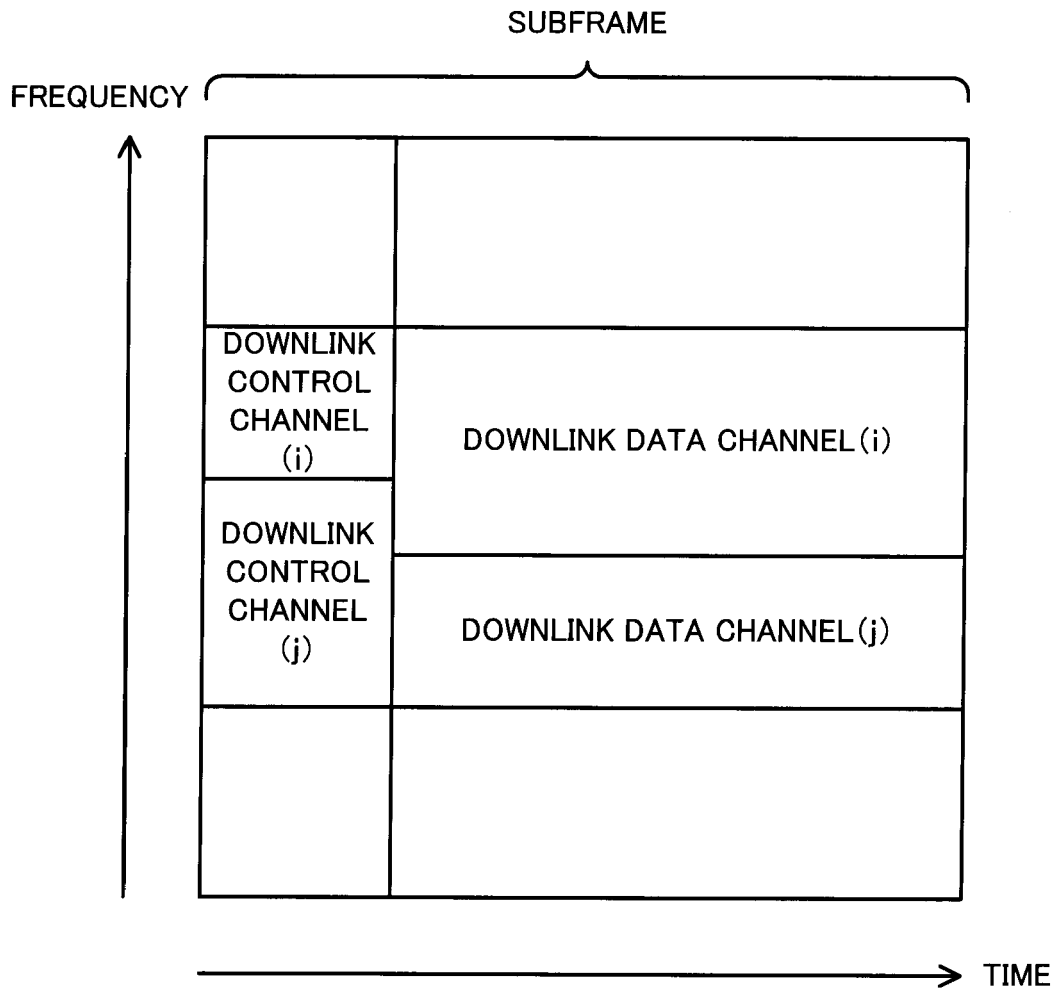 SUBFRAME
FREQUENCY
DOWNLINK
CONTROL
CHANNEL
(i)
DOWNLINK DATA CHANNEL(i)
DOWNLINK
CONTROL
CHANNEL
(j)
DOWNLINK DATA CHANNEL(j)
TIME